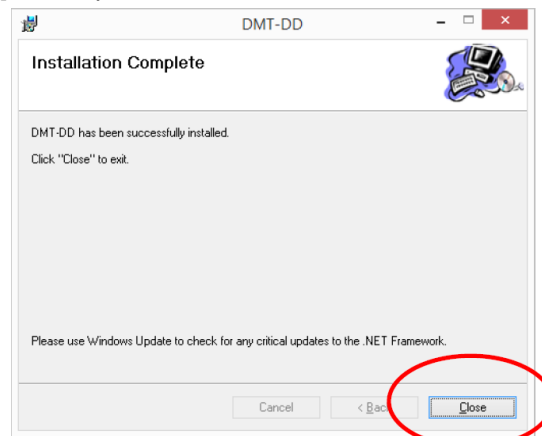 DMT-DD
Installation Complete
DMT-DD has been successfully installed.
Click "Close" to exit.
Please use Windows Update to check for any critical updates to the .NET Framework.
Cancel
< Back
Close